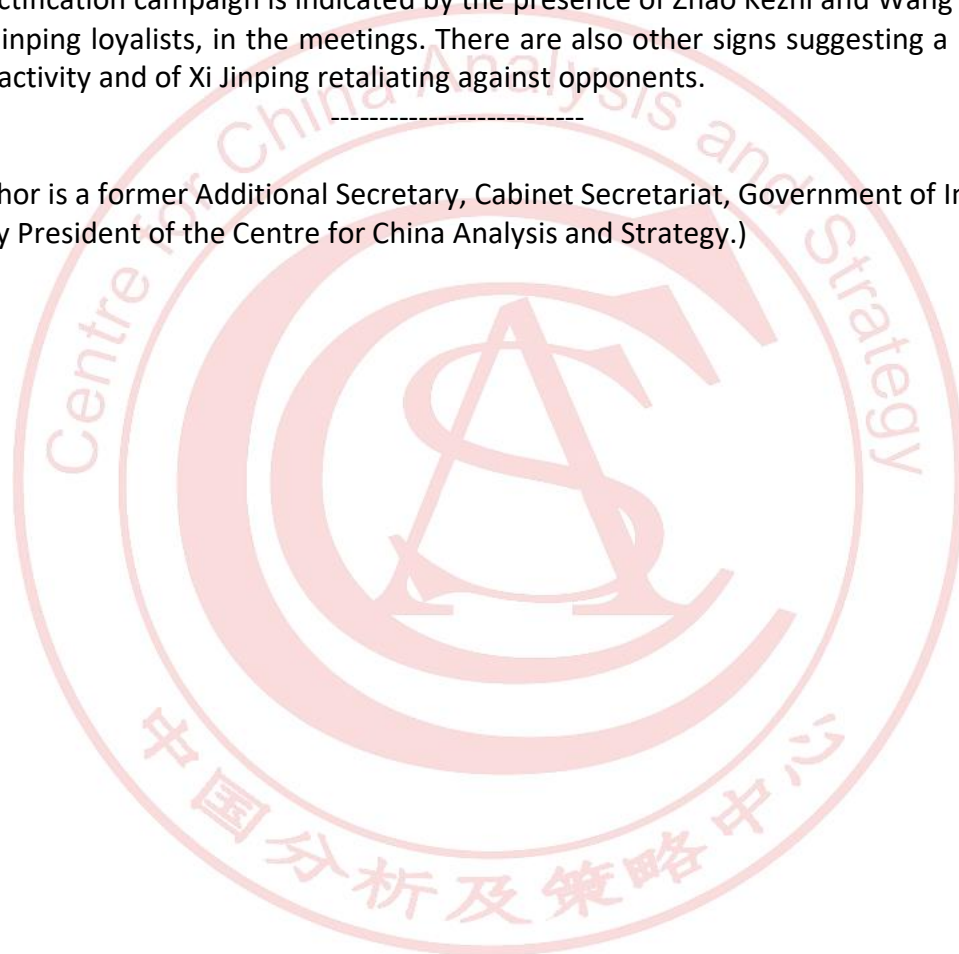 ctification campaign is indicated by the presence of Zhao Kezhi and Wang
inping loyalists, in the meetings. There are also other signs suggesting a
activity and of Xi Jinping retaliating against opponents.
--------------------------
hor is a former Additional Secretary, Cabinet Secretariat, Government of In
y President of the Centre for China Analysis and Strategy.)
Centre for China Analysis and Strategy
CCAS
中国分析及策略中心